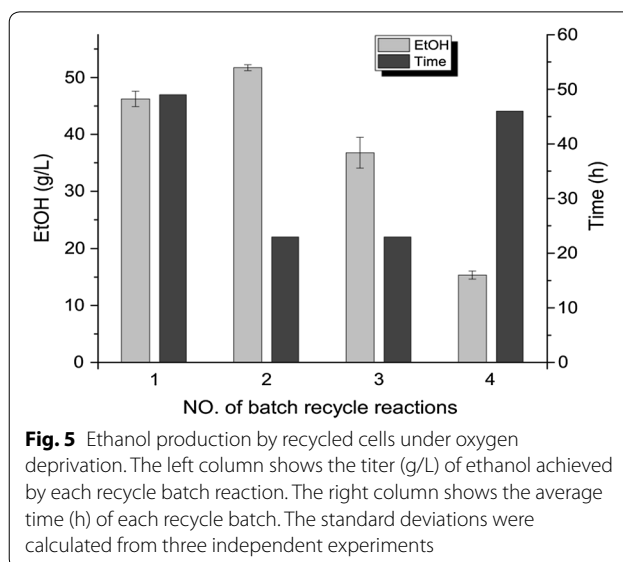 EtOH
Time
60
50
50
40
40
30
30
20
20
10
10
0
0
EtOH (g/L)
Time (h)
1 2 3 4
NO. of batch recycle reactions
Fig. 5 Ethanol production by recycled cells under oxygen
deprivation. The left column shows the titer (g/L) of ethanol achieved
by each recycle batch reaction. The right column shows the average
time (h) of each recycle batch. The standard deviations were
calculated from three independent experiments